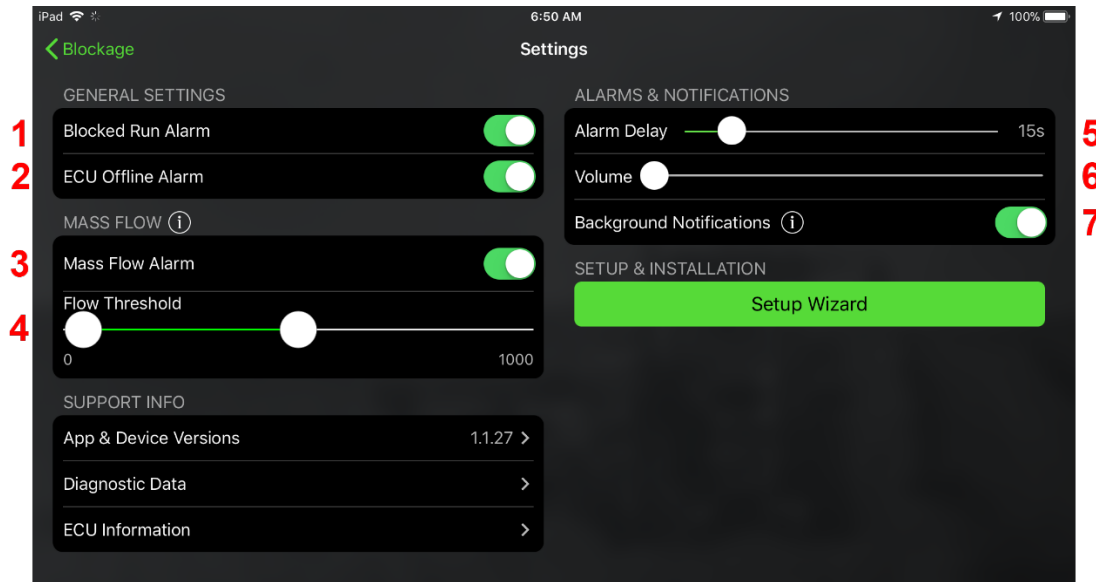 iPad 6:50 AM 100%
Blockage Settings
GENERAL SETTINGS
1 Blocked Run Alarm
2 ECU Offline Alarm
MASS FLOW i
3 Mass Flow Alarm
Flow Threshold
4
0 1000
SUPPORT INFO
App & Device Versions 1.1.27 >
Diagnostic Data >
ECU Information >
ALARMS & NOTIFICATIONS
Alarm Delay 15s 5
Volume 6
Background Notifications i 7
SETUP & INSTALLATION
Setup Wizard